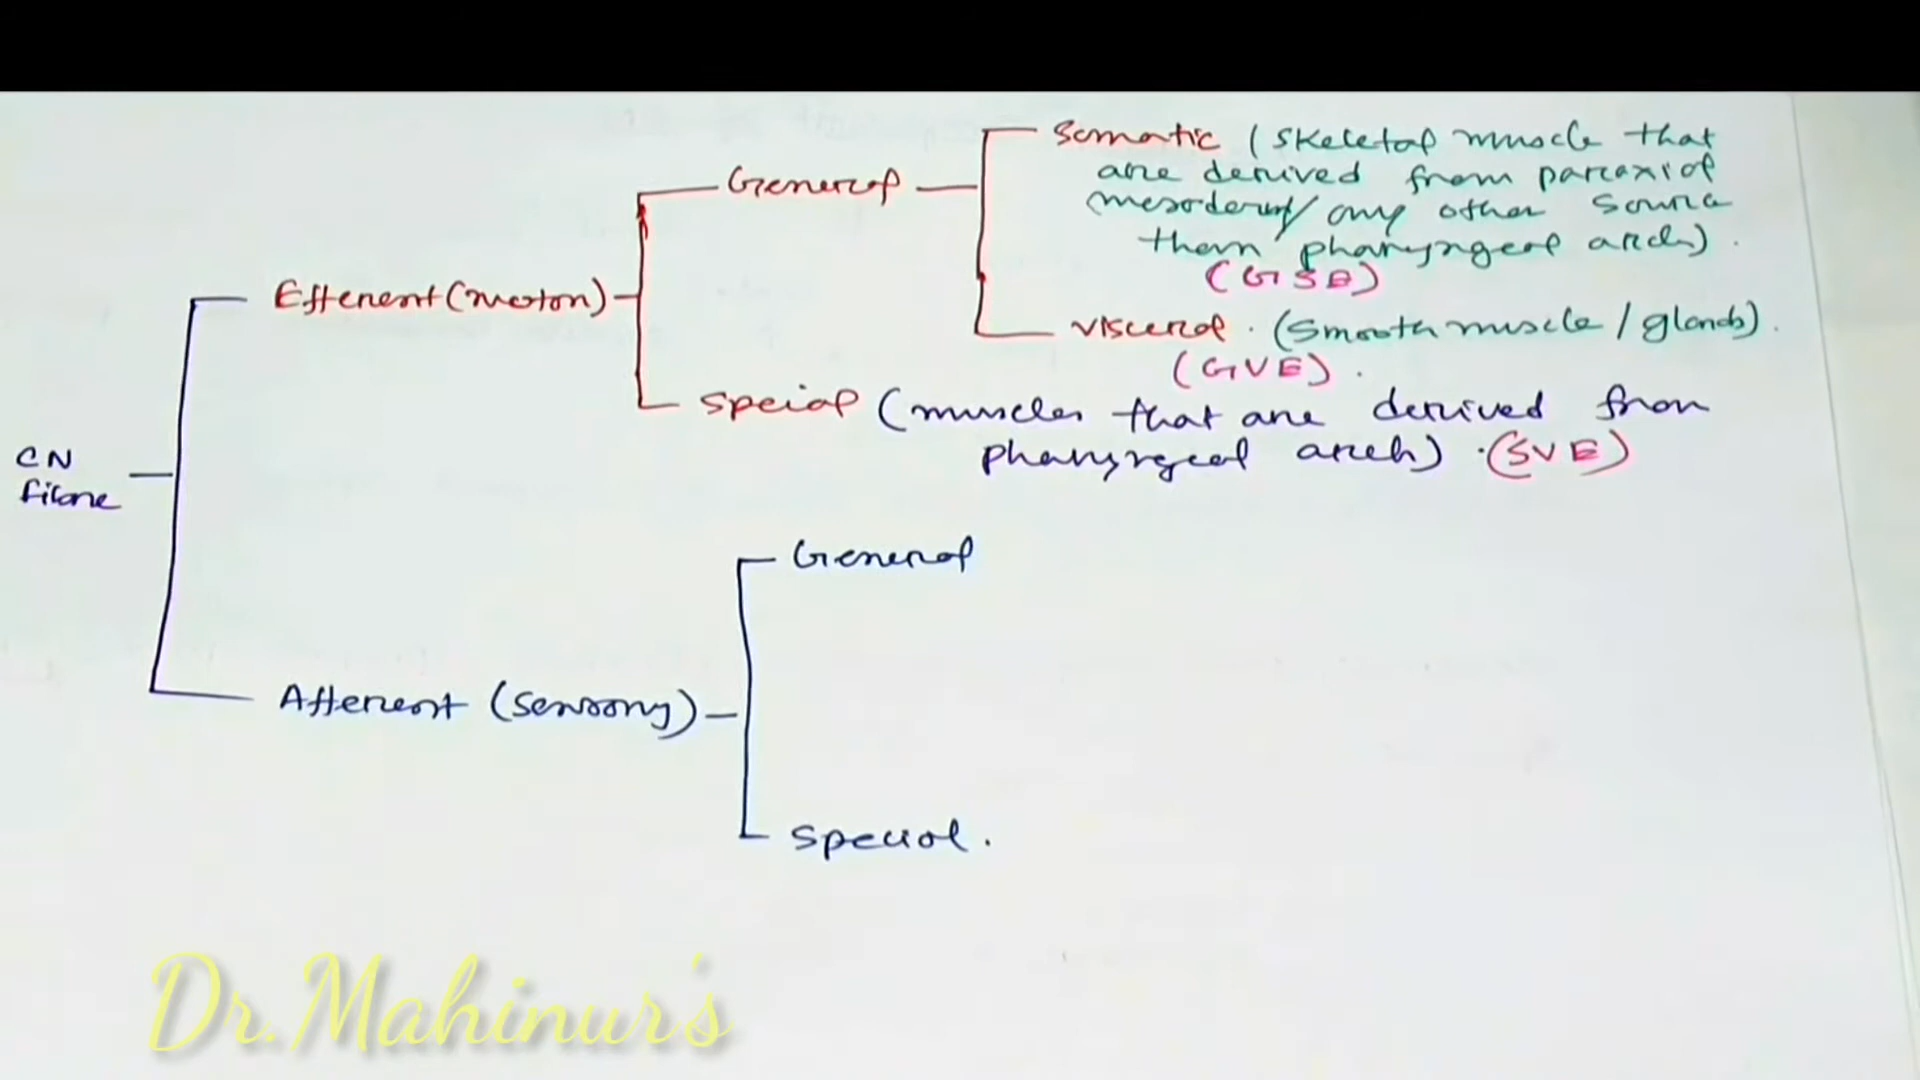 Somatic (skeletal muscle that
are derived from paraxial
mesoderm/ any other source
than pharyngeal arch).
(GSE)
General
Efferent (motor)
visceral. (smooth muscle / glands).
(GVE).
Speial (muscles that are derived from
pharyngeal arch). (SVE)
CN
fibre
General
Afferent (sensory)
special.
Dr.Mahinur's